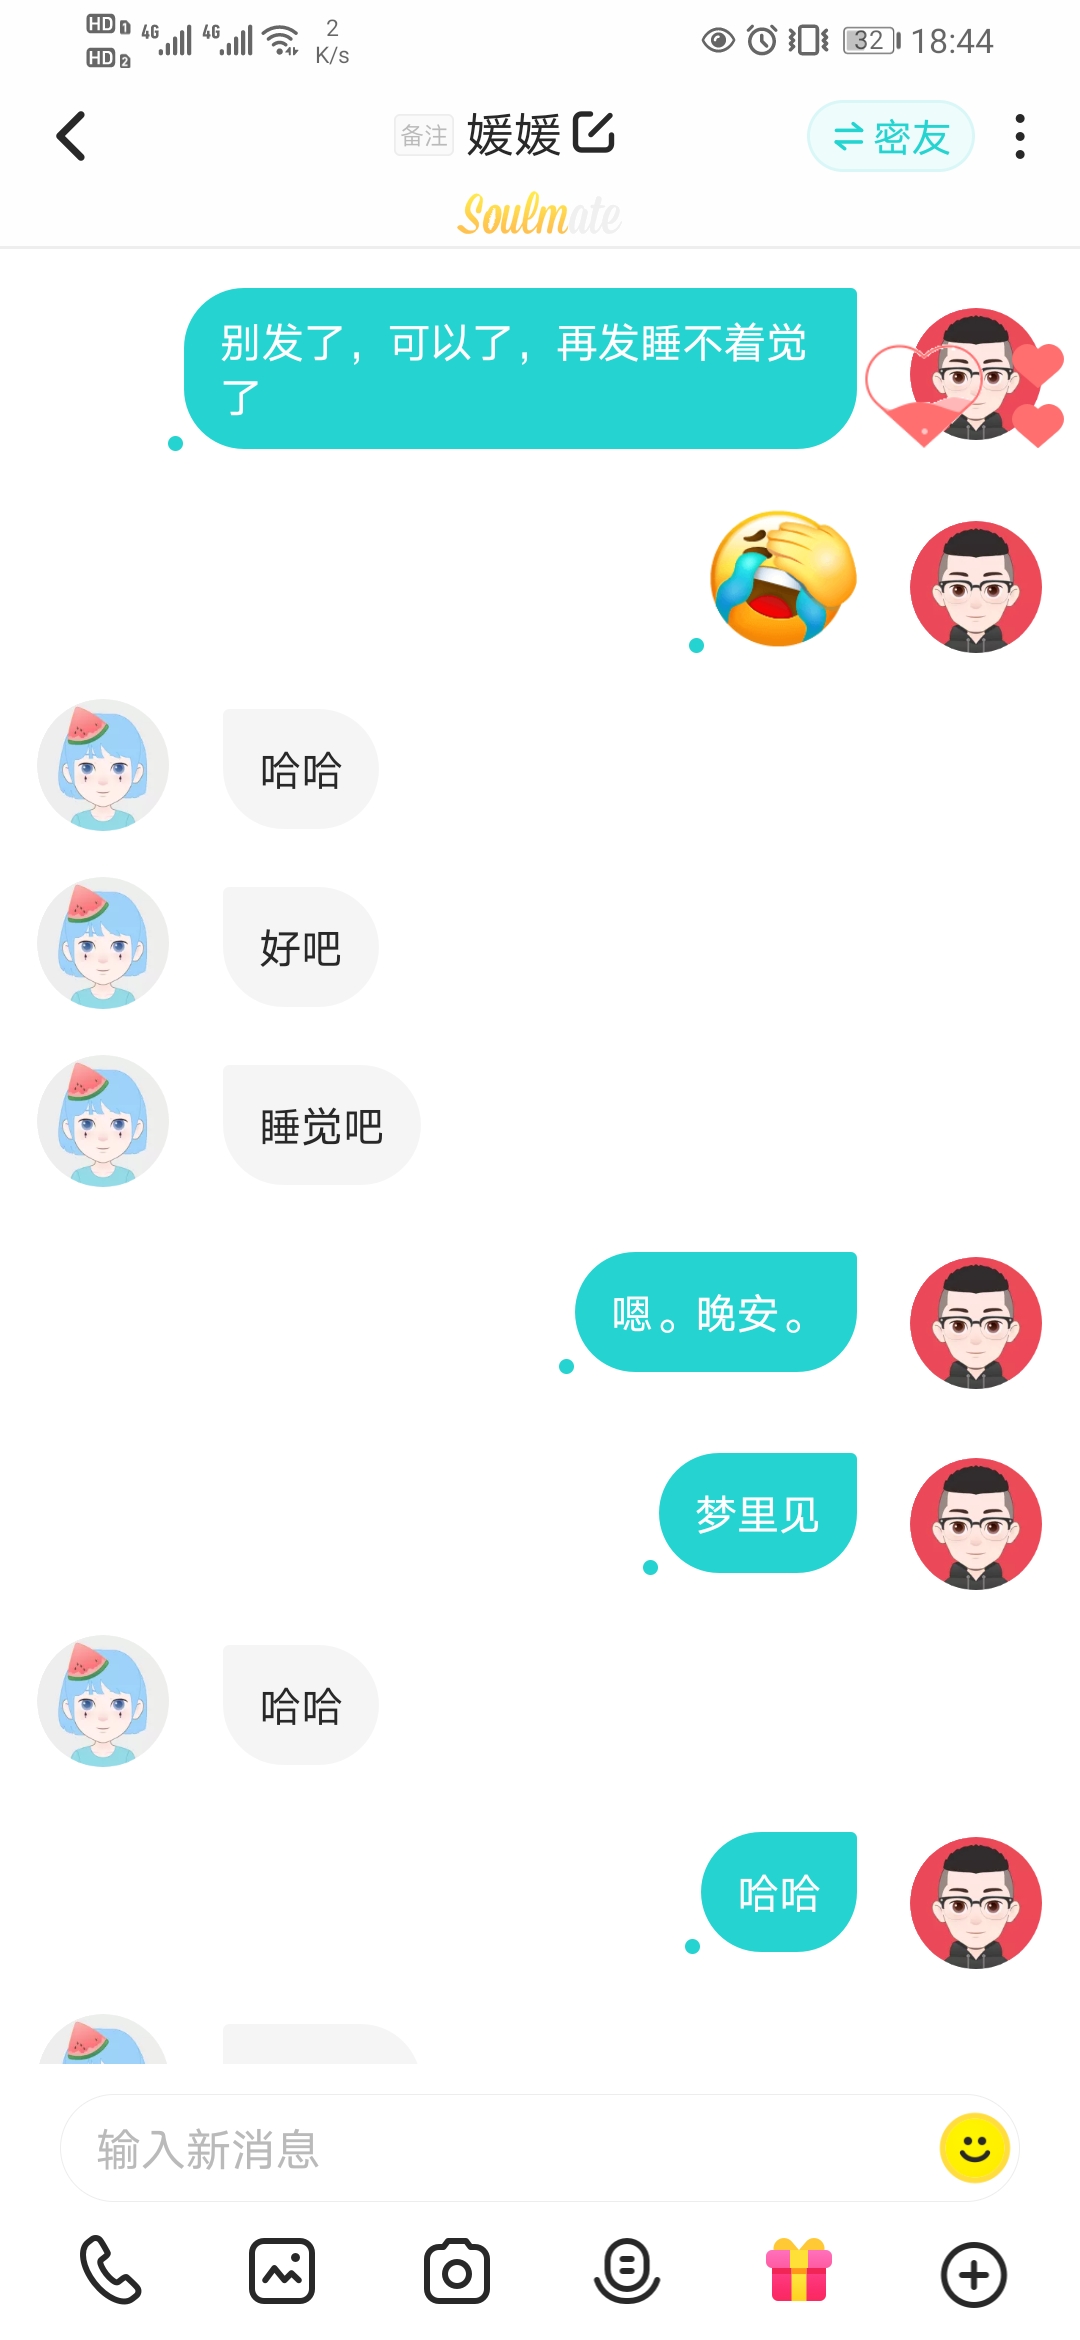 HD 1 4G 4G 2
HD 2 K/s
32 18:44
备注 媛媛 密友
Soulmate
别发了，可以了，再发睡不着觉
了
哈哈
好吧
睡觉吧
嗯。晚安。
梦里见
哈哈
哈哈
输入新消息